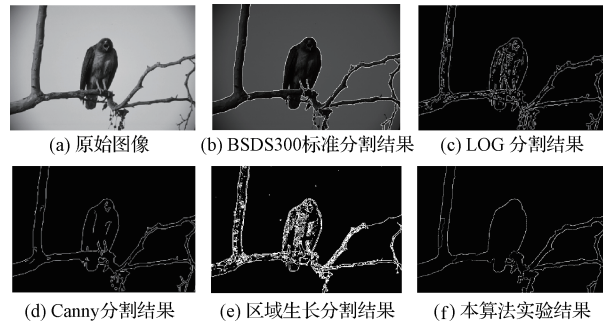 (a) 原始图像
(b) BSDS300标准分割结果
(c) LOG 分割结果
(d) Canny分割结果
(e) 区域生长分割结果
(f) 本算法实验结果